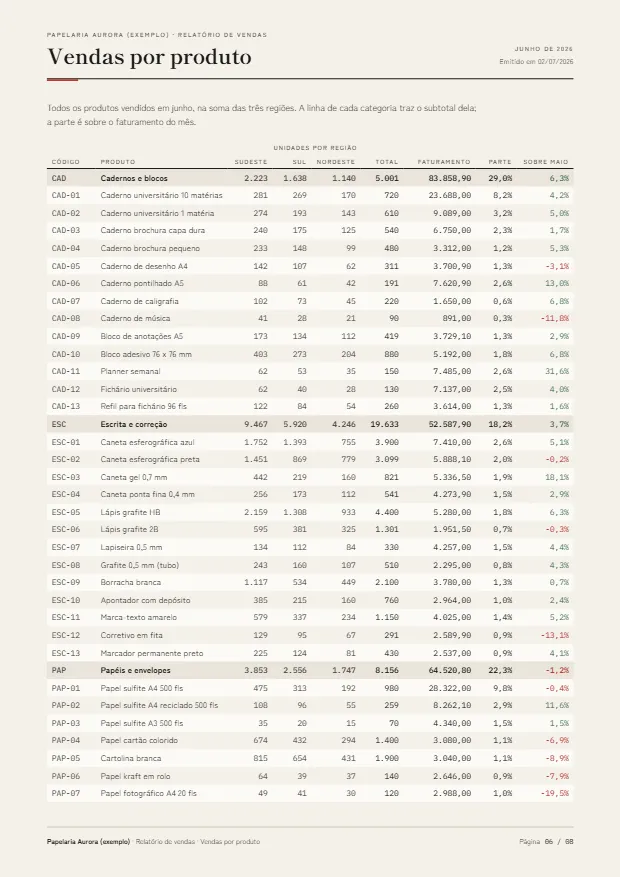 PAPELARIA AURORA (EXEMPLO) · RELATÓRIO DE VENDAS
Vendas por produto
JUNHO DE 2026
Emitido em 02/07/2026
Todos os produtos vendidos em junho, na soma das três regiões. A linha de cada categoria traz o subtotal dela;
a parte é sobre o faturamento do mês.
UNIDADES POR REGIÃO
CÓDIGO PRODUTO SUDESTE SUL NORDESTE TOTAL FATURAMENTO PARTE SOBRE MAIO
CAD Cadernos e blocos 2.223 1.638 1.140 5.001 83.858,90 29,0% 6,3%
CAD-01 Caderno universitário 10 matérias 281 269 170 720 23.688,00 8,2% 4,2%
CAD-02 Caderno universitário 1 matéria 274 193 143 610 9.089,00 3,2% 5,0%
CAD-03 Caderno brochura capa dura 240 175 125 540 6.750,00 2,3% 1,7%
CAD-04 Caderno brochura pequeno 233 148 99 480 3.312,00 1,2% 5,3%
CAD-05 Caderno de desenho A4 142 107 62 311 3.700,90 1,3% -3,1%
CAD-06 Caderno pontilhado A5 88 61 42 191 7.620,90 2,6% 13,0%
CAD-07 Caderno de caligrafia 102 73 45 220 1.650,00 0,6% 6,8%
CAD-08 Caderno de música 41 28 21 90 891,00 0,3% -11,8%
CAD-09 Bloco de anotações A5 173 134 112 419 3.729,10 1,3% 2,9%
CAD-10 Bloco adesivo 76 x 76 mm 403 273 204 880 5.192,00 1,8% 6,8%
CAD-11 Planner semanal 62 53 35 150 7.485,00 2,6% 31,6%
CAD-12 Fichário universitário 62 40 28 130 7.137,00 2,5% 4,0%
CAD-13 Refil para fichário 96 fls 122 84 54 260 3.614,00 1,3% 1,6%
ESC Escrita e correção 9.467 5.920 4.246 19.633 52.587,90 18,2% 3,7%
ESC-01 Caneta esferográfica azul 1.752 1.393 755 3.900 7.410,00 2,6% 5,1%
ESC-02 Caneta esferográfica preta 1.451 869 779 3.099 5.888,10 2,0% -0,2%
ESC-03 Caneta gel 0,7 mm 442 219 160 821 5.336,50 1,9% 18,1%
ESC-04 Caneta ponta fina 0,4 mm 256 173 112 541 4.273,90 1,5% 2,9%
ESC-05 Lápis grafite HB 2.159 1.308 933 4.400 5.280,00 1,8% 6,3%
ESC-06 Lápis grafite 2B 595 381 325 1.301 1.951,50 0,7% -0,3%
ESC-07 Lapiseira 0,5 mm 134 112 84 330 4.257,00 1,5% 4,4%
ESC-08 Grafite 0,5 mm (tubo) 243 160 107 510 2.295,00 0,8% 4,3%
ESC-09 Borracha branca 1.117 534 449 2.100 3.780,00 1,3% 0,7%
ESC-10 Apontador com depósito 385 215 160 760 2.964,00 1,0% 2,4%
ESC-11 Marca-texto amarelo 579 337 234 1.150 4.025,00 1,4% 5,2%
ESC-12 Corretivo em fita 129 95 67 291 2.589,90 0,9% -13,1%
ESC-13 Marcador permanente preto 225 124 81 430 2.537,00 0,9% 4,1%
PAP Papéis e envelopes 3.853 2.556 1.747 8.156 64.520,80 22,3% -1,2%
PAP-01 Papel sulfite A4 500 fls 475 313 192 980 28.322,00 9,8% -0,4%
PAP-02 Papel sulfite A4 reciclado 500 fls 108 96 55 259 8.262,10 2,9% 11,6%
PAP-03 Papel sulfite A3 500 fls 35 20 15 70 4.340,00 1,5% 1,5%
PAP-04 Papel cartão colorido 674 432 294 1.400 3.080,00 1,1% -6,9%
PAP-05 Cartolina branca 815 654 431 1.900 3.040,00 1,1% -8,9%
PAP-06 Papel kraft em rolo 64 39 37 140 2.646,00 0,9% -7,9%
PAP-07 Papel fotográfico A4 20 fls 49 41 30 120 2.988,00 1,0% -19,5%
Papelaria Aurora (exemplo) · Relatório de vendas · Vendas por produto
Página 06 / 08